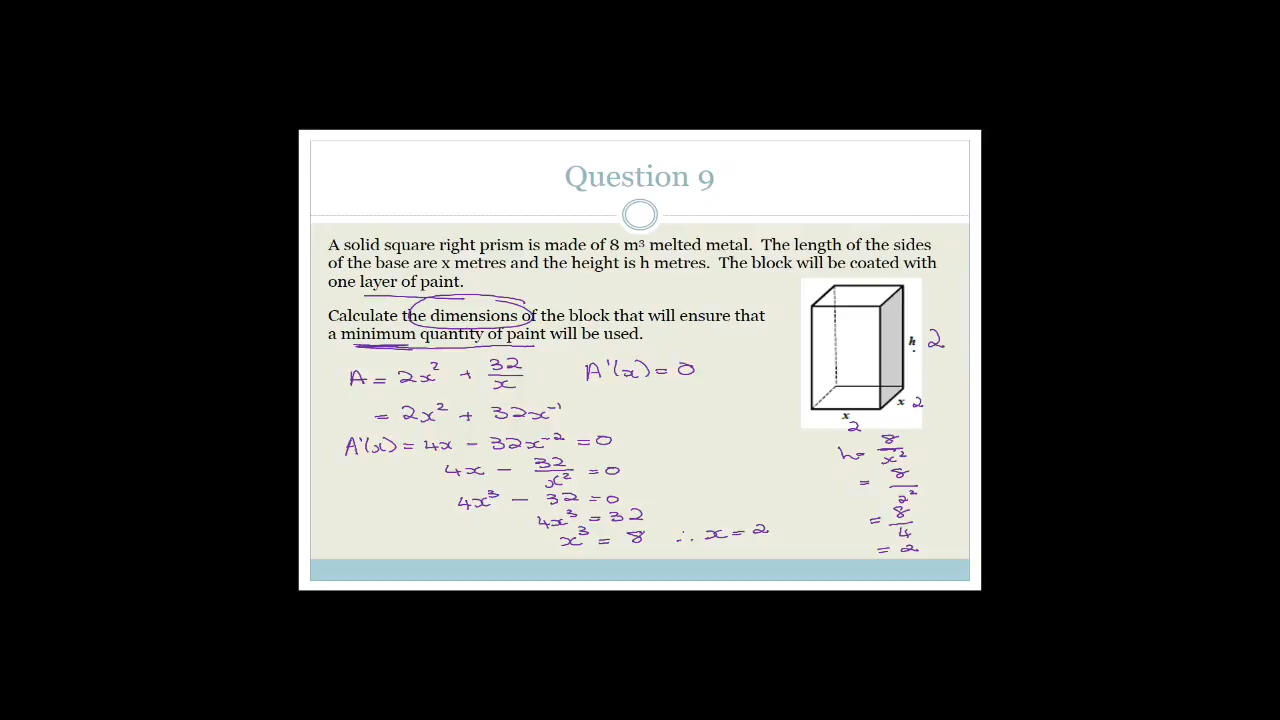 Question 9
A solid square right prism is made of 8 m³ melted metal. The length of the sides
of the base are x metres and the height is h metres. The block will be coated with
one layer of paint.
Calculate the dimensions of the block that will ensure that
a minimum quantity of paint will be used.
h 2
x 2
x
2
A = 2x² + 32/x A'(x) = 0
= 2x² + 32x⁻¹
A'(x) = 4x - 32x⁻² = 0
4x - 32/x² = 0
4x³ - 32 = 0
4x³ = 32
x³ = 8 ∴ x = 2
h = 8/x²
= 8/2²
= 8/4
= 2